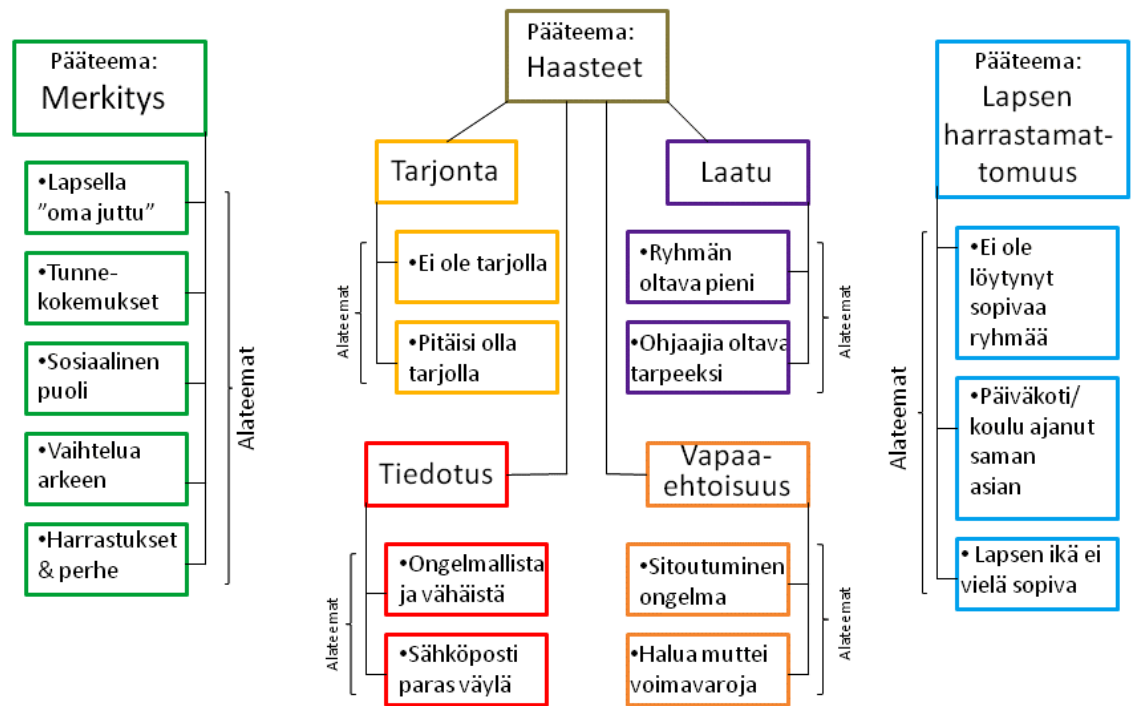 Pääteema:
Merkitys
•Lapsella
”oma juttu”
•Tunne-
kokemukset
•Sosiaalinen
puoli
•Vaihtelua
arkeen
•Harrastukset
& perhe
Alateemat
Pääteema:
Haasteet
Tarjonta
•Ei ole tarjolla
•Pitäisi olla
tarjolla
Alateemat
Laatu
•Ryhmän
oltava pieni
•Ohjaajia oltava
tarpeeksi
Alateemat
Tiedotus
•Ongelmallista
ja vähäistä
•Sähköposti
paras väylä
Alateemat
Vapaa-
ehtoisuus
•Sitoutuminen
ongelma
•Halua muttei
voimavaroja
Alateemat
Pääteema:
Lapsen
harrastamat-
tomuus
•Ei ole
löytynyt
sopivaa
ryhmää
•Päiväkoti/
koulu ajanut
saman
asian
• Lapsen ikä ei
vielä sopiva
Alateemat